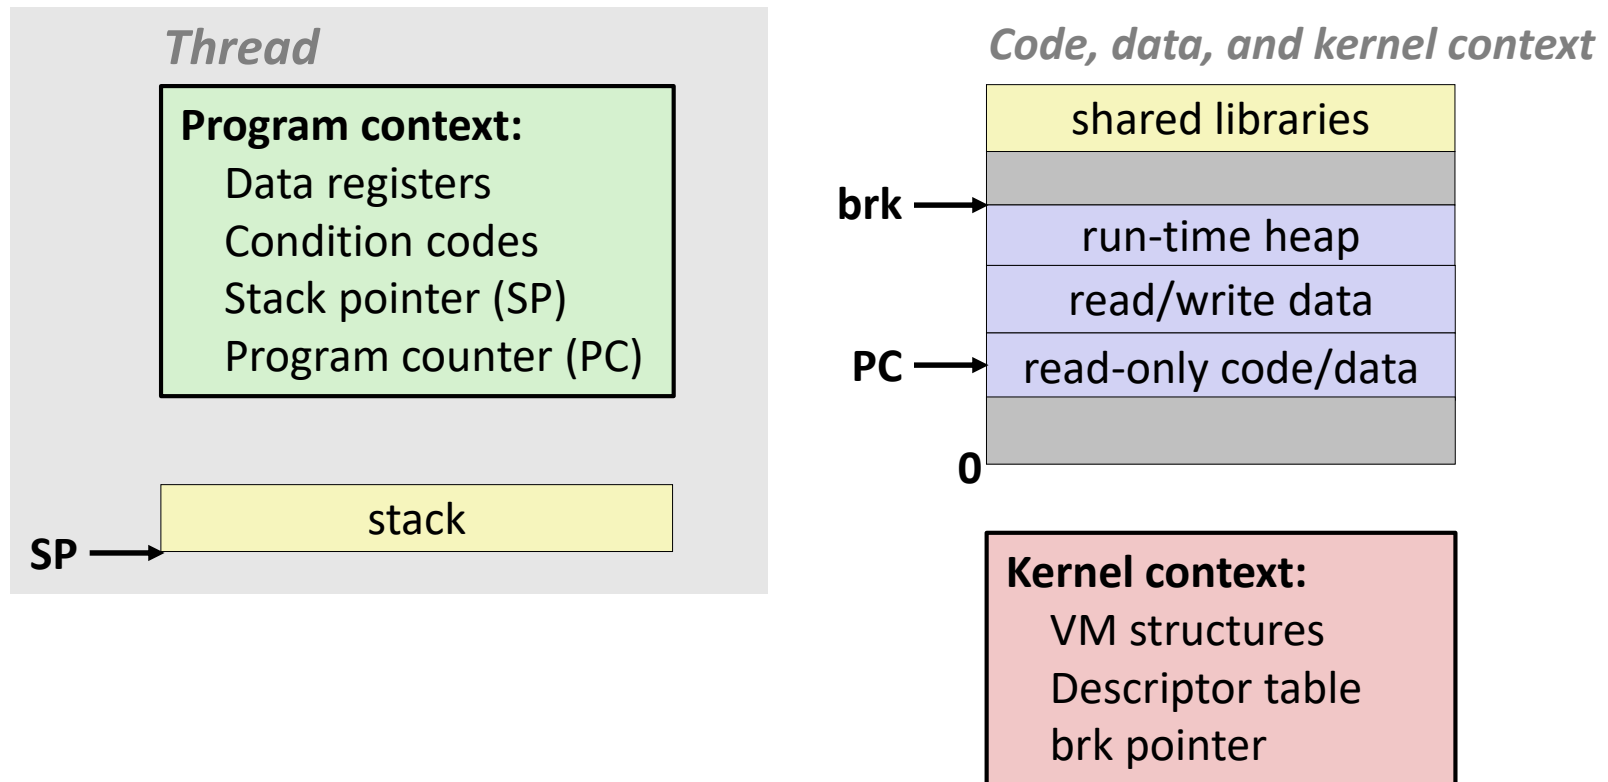 Thread
Program context:
Data registers
Condition codes
Stack pointer (SP)
Program counter (PC)
stack
SP
Code, data, and kernel context
shared libraries
brk
run-time heap
read/write data
PC
read-only code/data
0
Kernel context:
VM structures
Descriptor table
brk pointer